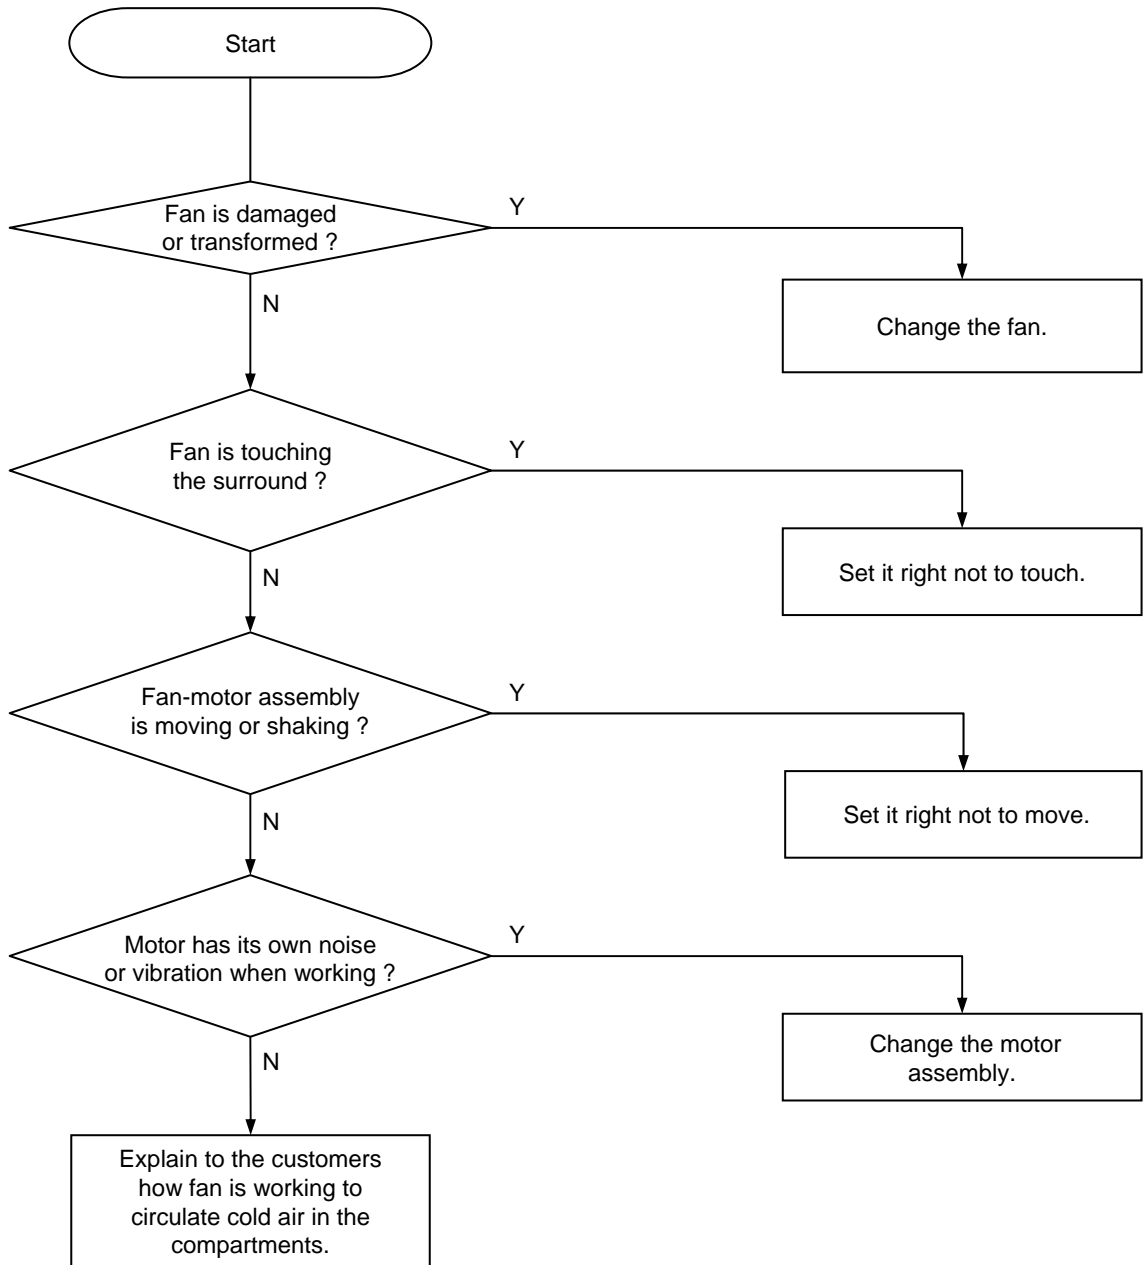 Start
Fan is damaged
or transformed ?
Y
N
Change the fan.
Fan is touching
the surround ?
Y
N
Set it right not to touch.
Fan-motor assembly
is moving or shaking ?
Y
N
Set it right not to move.
Motor has its own noise
or vibration when working ?
Y
N
Change the motor
assembly.
Explain to the customers
how fan is working to
circulate cold air in the
compartments.